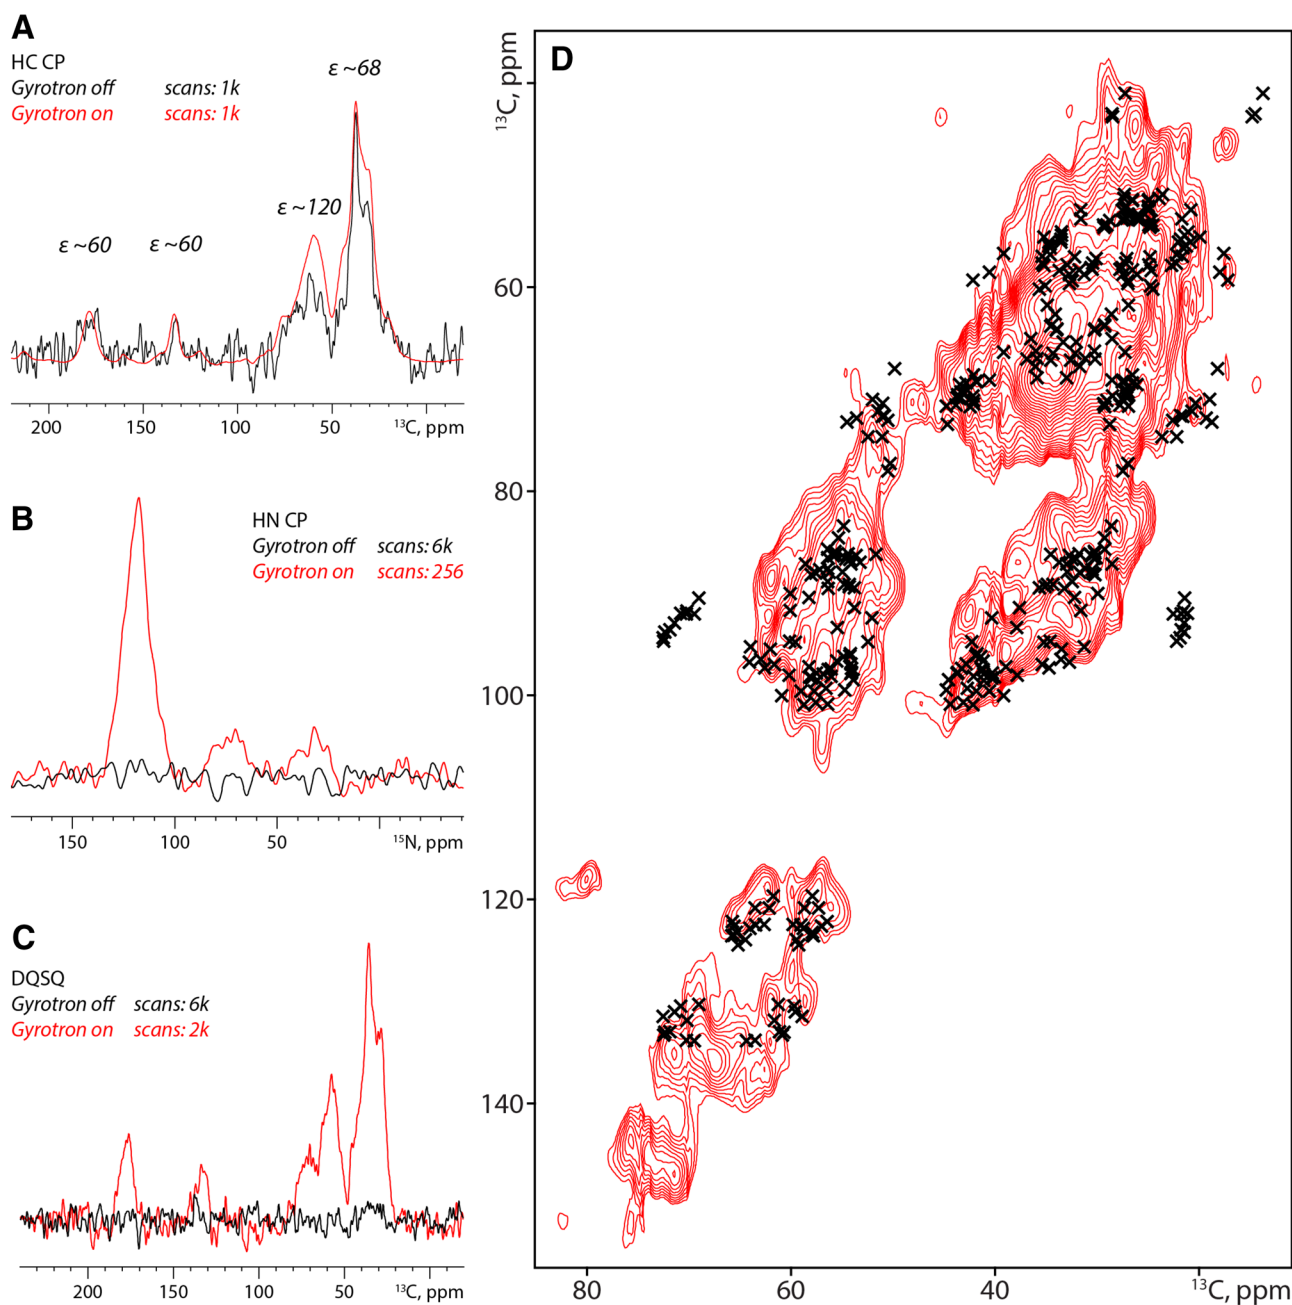 A
HC CP
Gyrotron off scans: 1k
Gyrotron on scans: 1k
ε ~68
ε ~120
ε ~60
ε ~60
200 150 100 50 ¹³C, ppm
B
HN CP
Gyrotron off scans: 6k
Gyrotron on scans: 256
150 100 50 ¹⁵N, ppm
C
DQSQ
Gyrotron off scans: 6k
Gyrotron on scans: 2k
200 150 100 50 ¹³C, ppm
D
¹³C, ppm
60
80
100
120
140
80 60 40 ¹³C, ppm